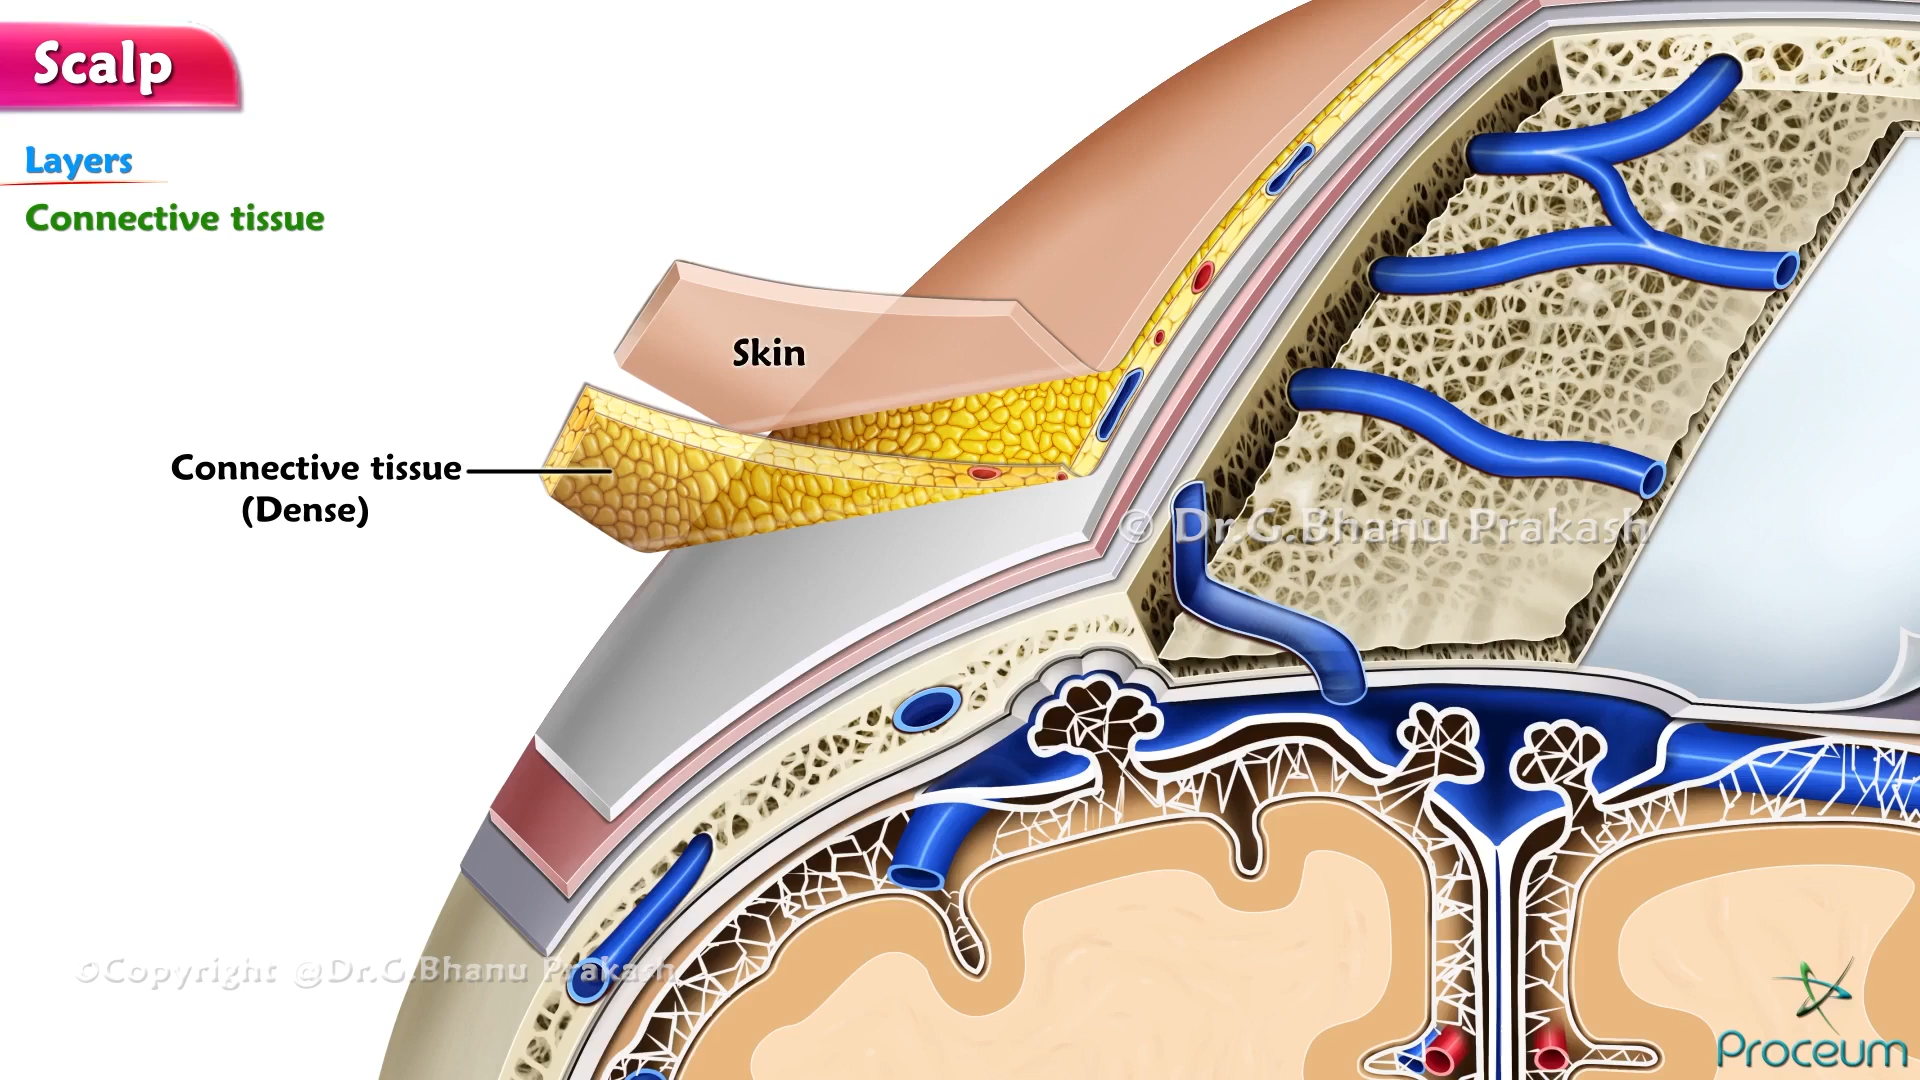 Scalp
Layers
Connective tissue
Skin
Connective tissue
(Dense)
© Dr.G.Bhanu Prakash
©Copyright @Dr.G.Bhanu Prakash
Proceum